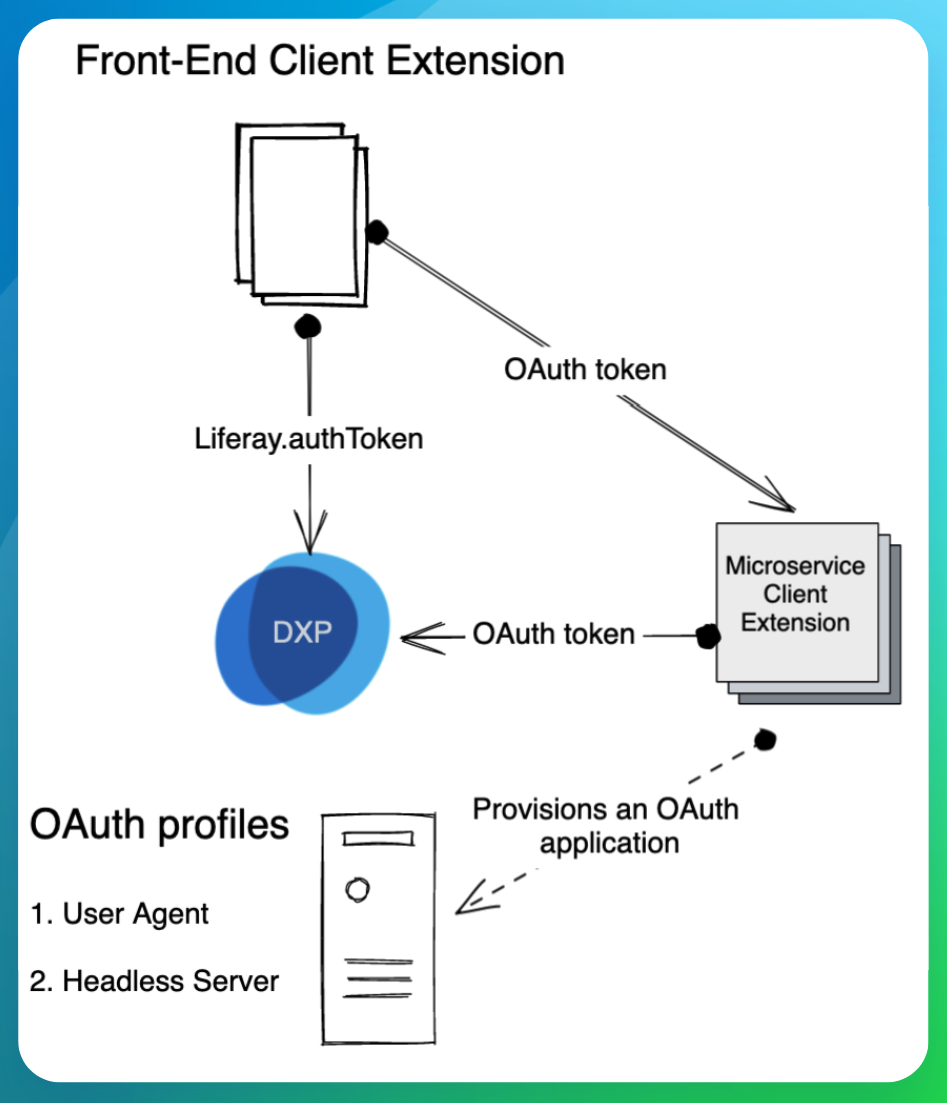 Front-End Client Extension
OAuth token
Liferay.authToken
Microservice
Client
Extension
DXP
OAuth token
Provisions an OAuth
application
OAuth profiles
1. User Agent
2. Headless Server